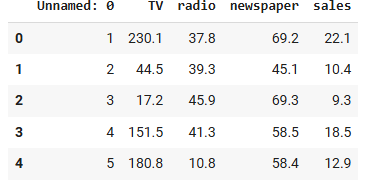 Unnamed: 0 TV radio newspaper sales
0 1 230.1 37.8 69.2 22.1
1 2 44.5 39.3 45.1 10.4
2 3 17.2 45.9 69.3 9.3
3 4 151.5 41.3 58.5 18.5
4 5 180.8 10.8 58.4 12.9